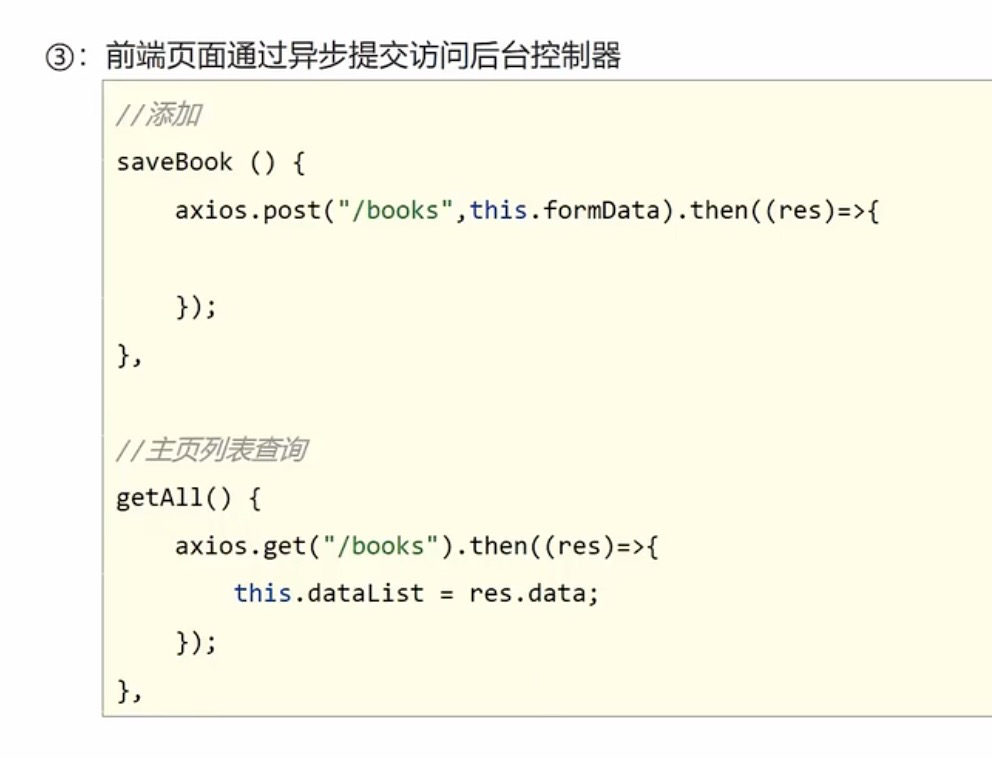 ③：前端页面通过异步提交访问后台控制器
//添加
saveBook () {
    axios.post("/books",this.formData).then((res)=>{
    });
},
//主页列表查询
getAll() {
    axios.get("/books").then((res)=>{
        this.dataList = res.data;
    });
},